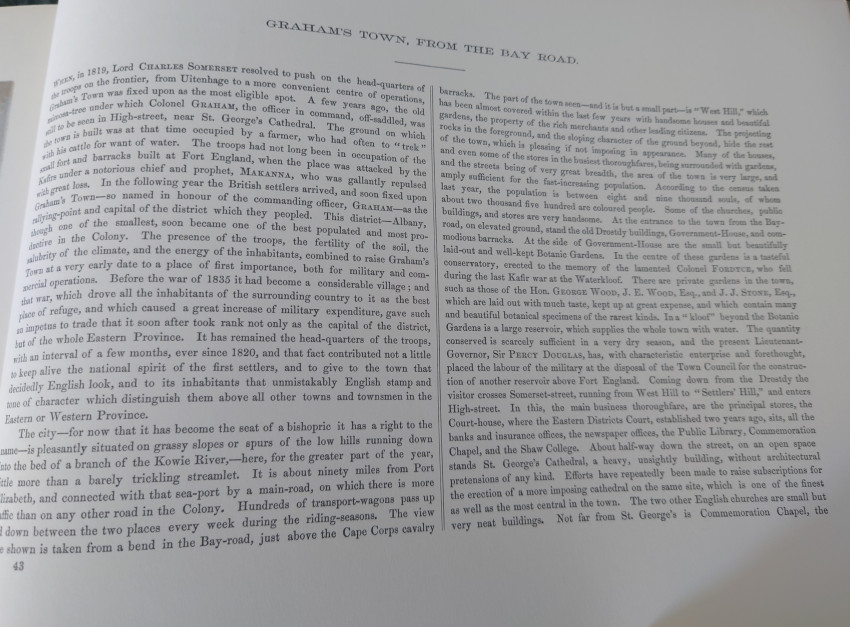 GRAHAM'S TOWN, FROM THE BAY ROAD.
WHEN, in 1819, Lord CHARLES SOMERSET resolved to push on the head-quarters of
the troops on the frontier, from Uitenhage to a more convenient centre of operations,
Graham's Town was fixed upon as the most eligible spot. A few years ago, the old
mimosa-tree under which Colonel GRAHAM, the officer in command, off-saddled, was
still to be seen in High-street, near St. George's Cathedral. The ground on which
the town is built was at that time occupied by a farmer, who had often to "trek"
with his cattle for want of water. The troops had not long been in occupation of the
small fort and barracks built at Fort England, when the place was attacked by the
Kafirs under a notorious chief and prophet, MAKANNA, who was gallantly repulsed
with great loss. In the following year the British settlers arrived, and soon fixed upon
Graham's Town—so named in honour of the commanding officer, GRAHAM—as the
rallying-point and capital of the district which they peopled. This district—Albany,
though one of the smallest, soon became one of the best populated and most pro-
ductive in the Colony. The presence of the troops, the fertility of the soil, the
salubrity of the climate, and the energy of the inhabitants, combined to raise Graham's
Town at a very early date to a place of first importance, both for military and com-
mercial operations. Before the war of 1835 it had become a considerable village; and
that war, which drove all the inhabitants of the surrounding country to it as the best
place of refuge, and which caused a great increase of military expenditure, gave such
an impetus to trade that it soon after took rank not only as the capital of the district,
but of the whole Eastern Province. It has remained the head-quarters of the troops,
with an interval of a few months, ever since 1820, and that fact contributed not a little
to keep alive the national spirit of the first settlers, and to give to the town that
decidedly English look, and to its inhabitants that unmistakably English stamp and
tone of character which distinguish them above all other towns and townsmen in the
Eastern or Western Province.
The city—for now that it has become the seat of a bishopric it has a right to the
name—is pleasantly situated on grassy slopes or spurs of the low hills running down
into the bed of a branch of the Kowie River,—here, for the greater part of the year,
little more than a barely trickling streamlet. It is about ninety miles from Port
Elizabeth, and connected with that sea-port by a main-road, on which there is more
traffic than on any other road in the Colony. Hundreds of transport-wagons pass up
d down between the two places every week during the riding-seasons. The view
e shown is taken from a bend in the Bay-road, just above the Cape Corps cavalry
43
barracks. The part of the town seen—and it is but a small part—is "West Hill," which
has been almost covered within the last few years with handsome houses and beautiful
gardens, the property of the rich merchants and other leading citizens. The projecting
rocks in the foreground, and the sloping character of the ground beyond, hide the rest
of the town, which is pleasing if not imposing in appearance. Many of the houses,
and even some of the stores in the busiest thoroughfares, being surrounded with gardens,
and the streets being of very great breadth, the area of the town is very large, and
amply sufficient for the fast-increasing population. According to the census taken
last year, the population is between eight and nine thousand souls, of whom
about two thousand five hundred are coloured people. Some of the churches, public
buildings, and stores are very handsome. At the entrance to the town from the Bay-
road, on elevated ground, stand the old Drostdy buildings, Government-House, and com-
modious barracks. At the side of Government-House are the small but beautifully
laid-out and well-kept Botanic Gardens. In the centre of these gardens is a tasteful
conservatory, erected to the memory of the lamented Colonel FORDYCE, who fell
during the last Kafir war at the Waterkloof. There are private gardens in the town,
such as those of the Hon. GEORGE WOOD, J. E. WOOD, Esq., and J. J. STONE, Esq.,
which are laid out with much taste, kept up at great expense, and which contain many
and beautiful botanical specimens of the rarest kinds. In a "kloof" beyond the Botanic
Gardens is a large reservoir, which supplies the whole town with water. The quantity
conserved is scarcely sufficient in a very dry season, and the present Lieutenant-
Governor, Sir PERCY DOUGLAS, has, with characteristic enterprise and forethought,
placed the labour of the military at the disposal of the Town Council for the construc-
tion of another reservoir above Fort England. Coming down from the Drostdy the
visitor crosses Somerset-street, running from West Hill to "Settlers' Hill," and enters
High-street. In this, the main business thoroughfare, are the principal stores, the
Court-house, where the Eastern Districts Court, established two years ago, sits, all the
banks and insurance offices, the newspaper offices, the Public Library, Commemoration
Chapel, and the Shaw College. About half-way down the street, on an open space
stands St. George's Cathedral, a heavy, unsightly building, without architectural
pretensions of any kind. Efforts have repeatedly been made to raise subscriptions for
the erection of a more imposing cathedral on the same site, which is one of the finest
as well as the most central in the town. The two other English churches are small but
very neat buildings. Not far from St. George's is Commemoration Chapel, the